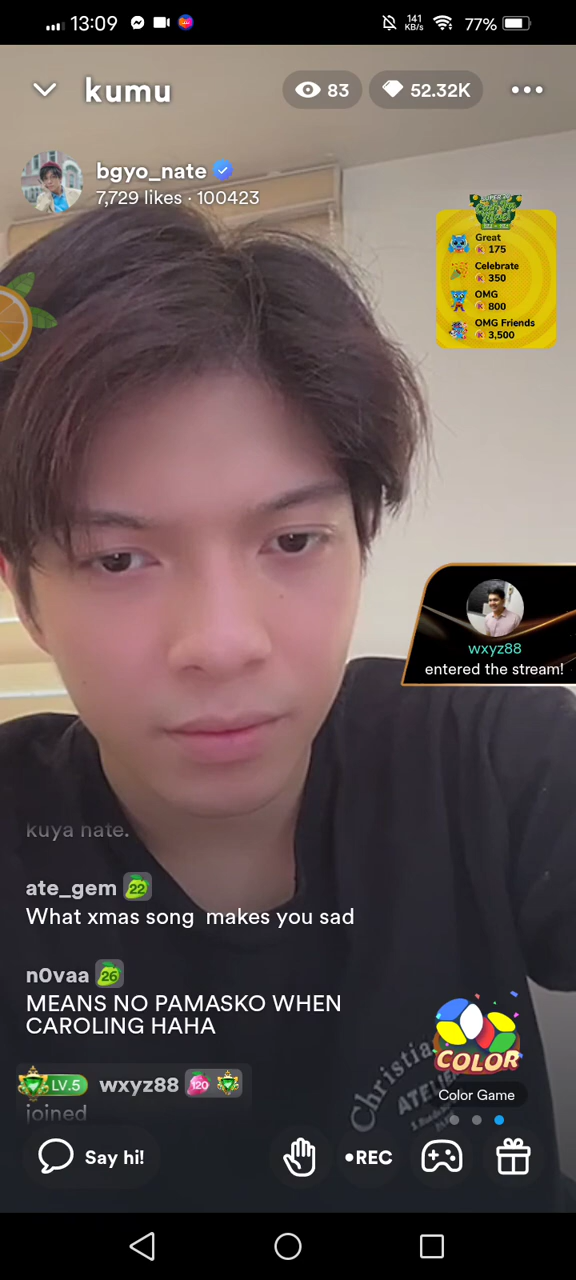 13:09
141
KB/s
77%
kumu
83
52.32K
bgyo_nate
7,729 likes · 100423
Great
175
Celebrate
350
OMG
800
OMG Friends
3,500
wxyz88
entered the stream!
kuya nate.
ate_gem 22
What xmas song makes you sad
n0vaa 26
MEANS NO PAMASKO WHEN
CAROLING HAHA
LV.5 wxyz88 120
joined
Christia
ATELIE
COLOR
Color Game
Say hi!
•REC